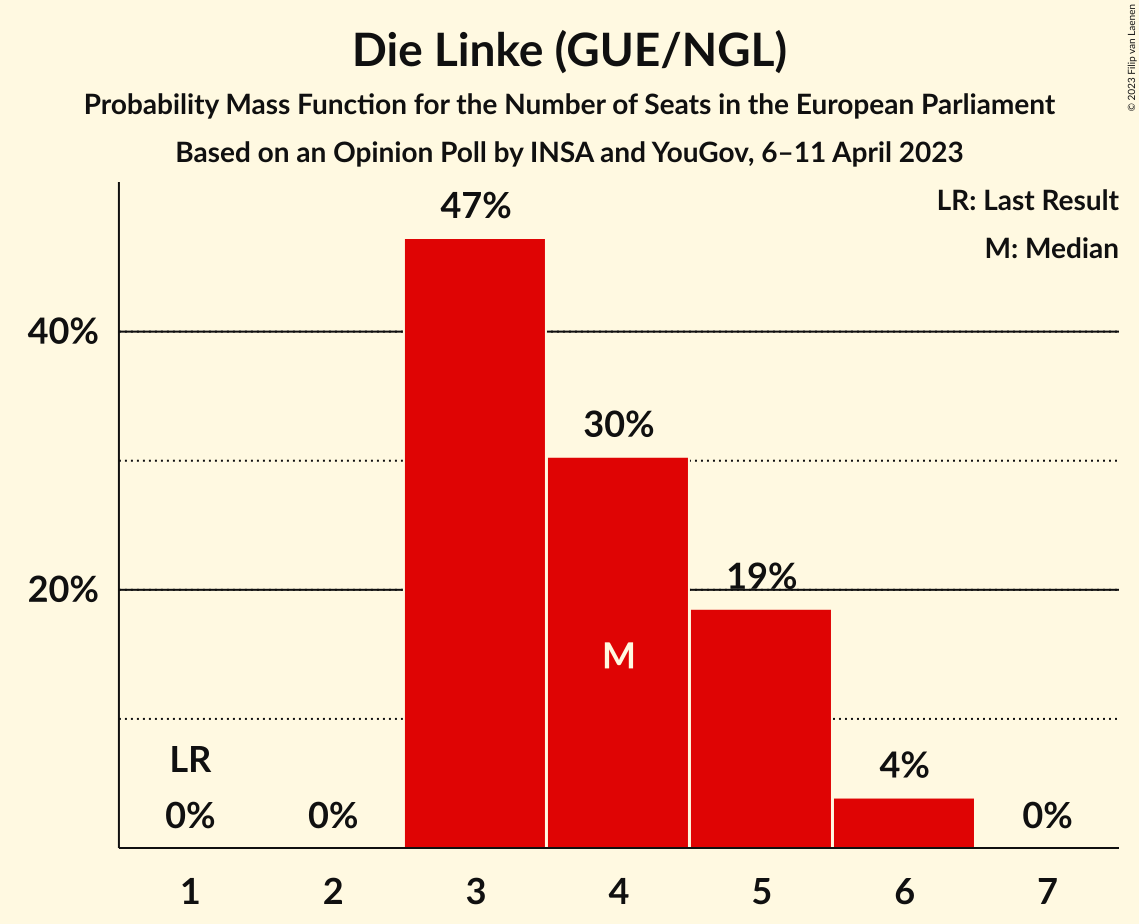 Die Linke (GUE/NGL)
Probability Mass Function for the Number of Seats in the European Parliament
Based on an Opinion Poll by INSA and YouGov, 6–11 April 2023
© 2023 Filip van Laenen
LR: Last Result
M: Median
47%
40%
30%
20%
19%
M
LR
4%
0%
0%
0%
1 2 3 4 5 6 7